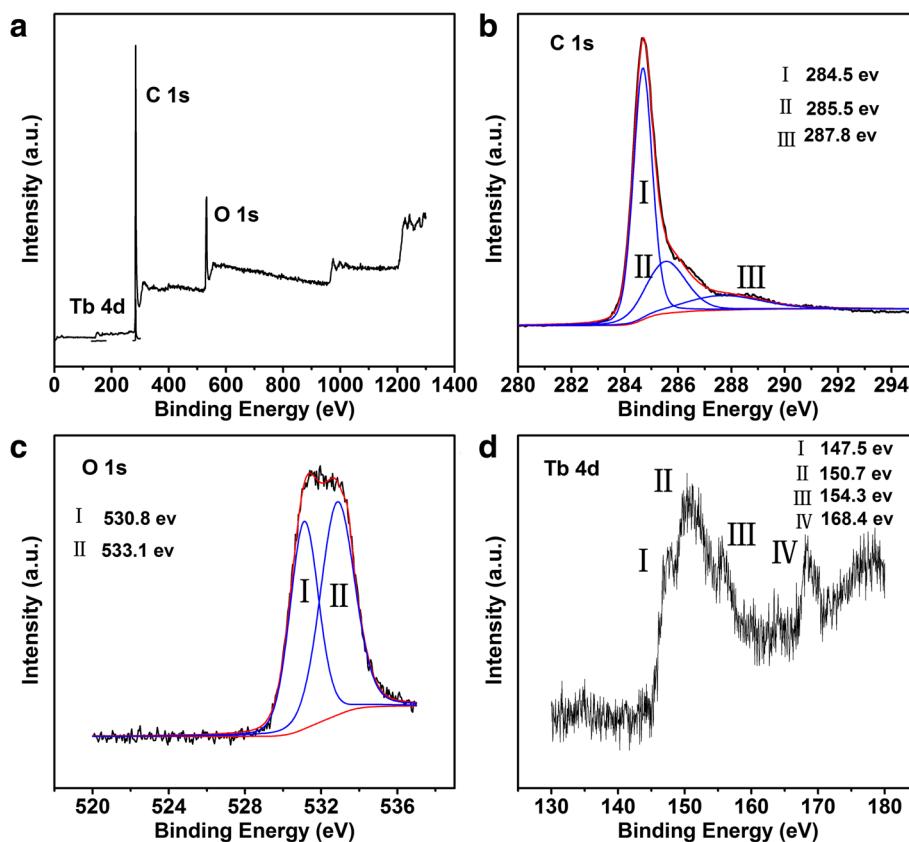 a
C 1s
O 1s
Tb 4d
Intensity (a.u.)
0 200 400 600 800 1000 1200 1400
Binding Energy (eV)
b
C 1s
Ⅰ 284.5 ev
Ⅱ 285.5 ev
Ⅲ 287.8 ev
Ⅰ
Ⅱ
Ⅲ
Intensity (a.u.)
280 282 284 286 288 290 292 294
Binding Energy (eV)
c
O 1s
Ⅰ 530.8 ev
Ⅱ 533.1 ev
Ⅰ Ⅱ
Intensity (a.u.)
520 524 528 532 536
Binding Energy (eV)
d
Tb 4d
Ⅰ 147.5 ev
Ⅱ 150.7 ev
Ⅲ 154.3 ev
Ⅳ 168.4 ev
Ⅱ
Ⅲ
Ⅰ
Ⅳ
Intensity (a.u.)
130 140 150 160 170 180
Binding Energy (eV)